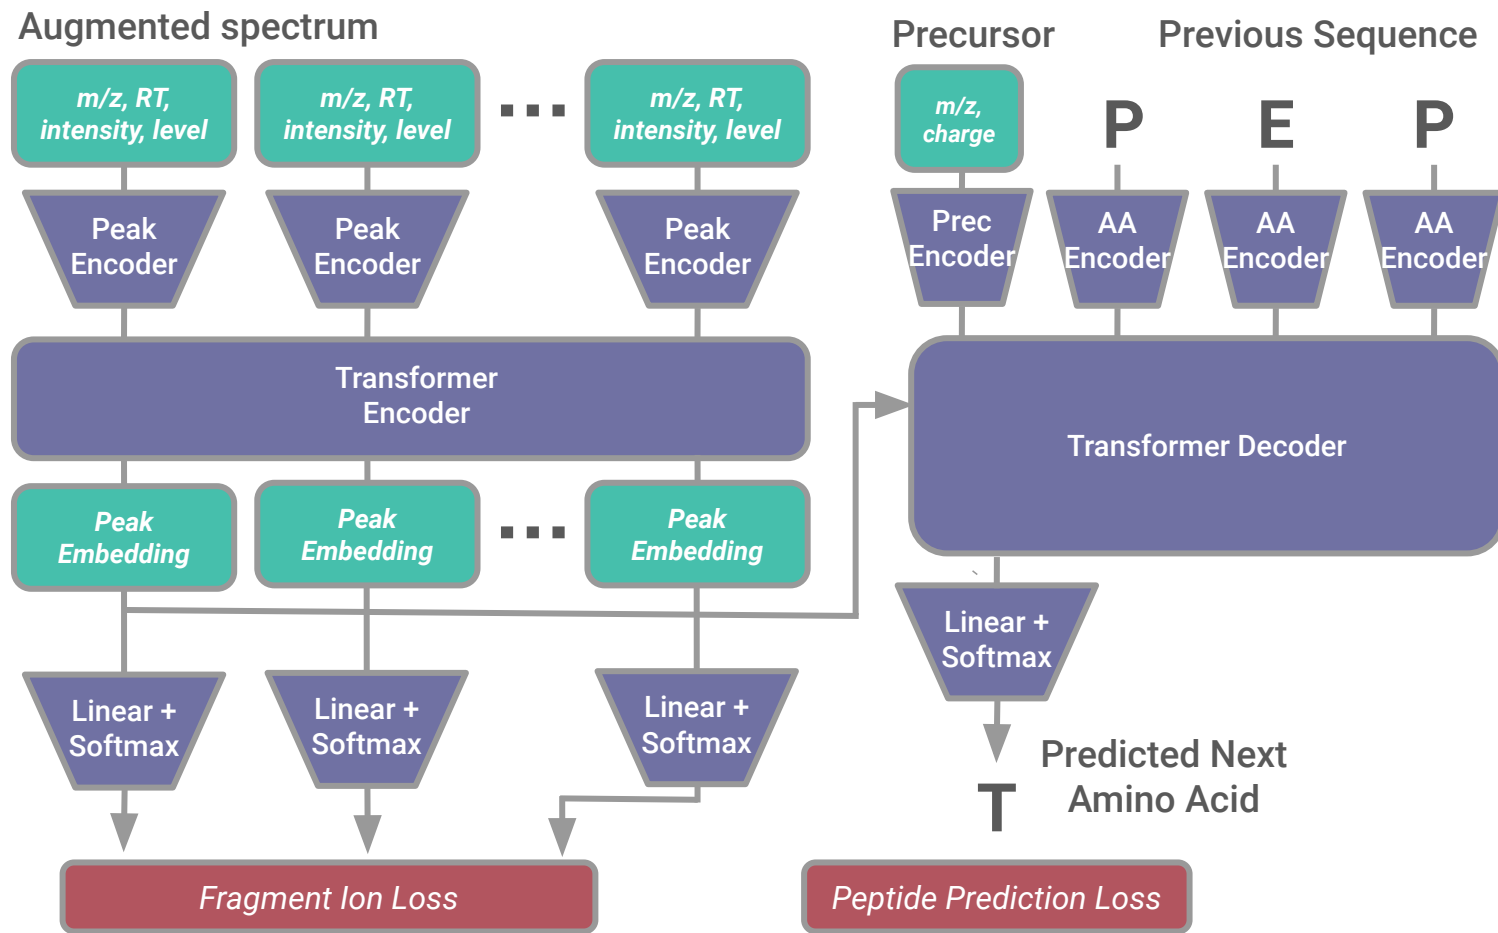 Augmented spectrum
m/z, RT,
intensity, level
m/z, RT,
intensity, level
m/z, RT,
intensity, level
Peak
Encoder
Peak
Encoder
Peak
Encoder
Transformer
Encoder
Peak
Embedding
Peak
Embedding
Peak
Embedding
Linear +
Softmax
Linear +
Softmax
Linear +
Softmax
Fragment Ion Loss
Precursor
Previous Sequence
m/z,
charge
P
E
P
Prec
Encoder
AA
Encoder
AA
Encoder
AA
Encoder
Transformer Decoder
Linear +
Softmax
Predicted Next
Amino Acid
T
Peptide Prediction Loss